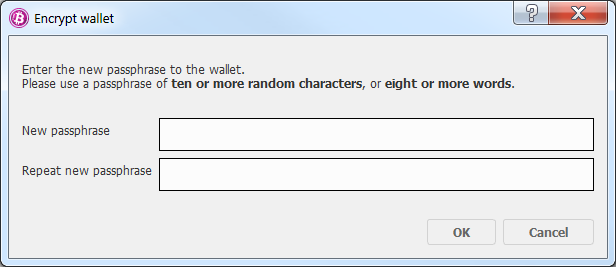 Encrypt wallet
Enter the new passphrase to the wallet.
Please use a passphrase of ten or more random characters, or eight or more words.
New passphrase
Repeat new passphrase
OK Cancel